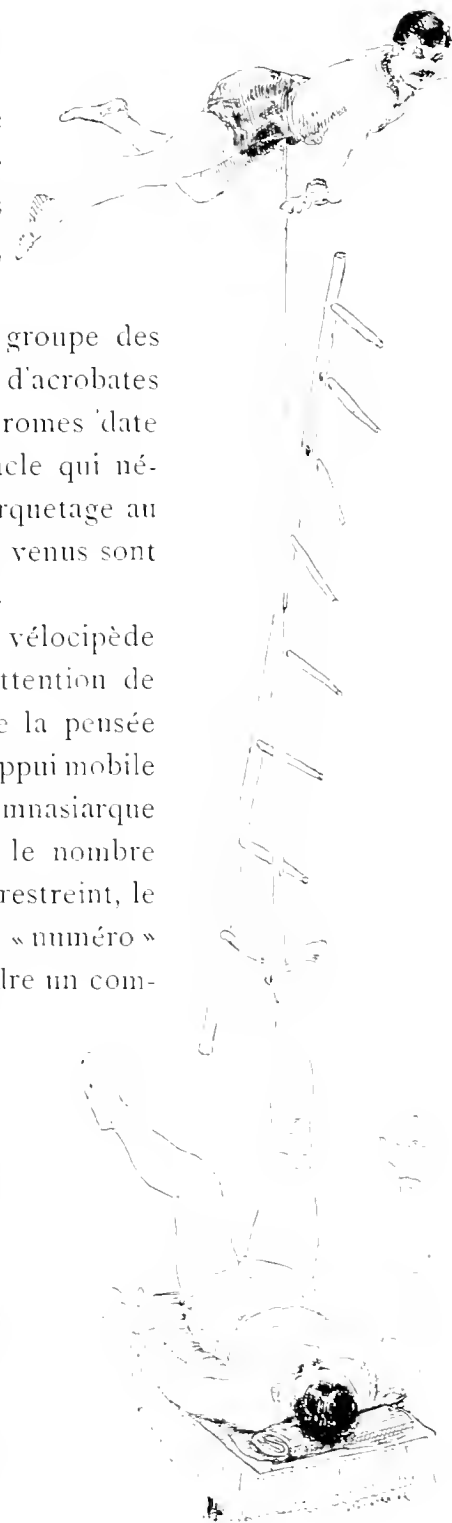 groupe des
d'acrobates
romes date
cle qui né-
rquetage au
venus sont
vélocipède
ttention de
e la pensée
ppui mobile
mnasiarque
le nombre
restreint, le
« numéro »
lre un com-